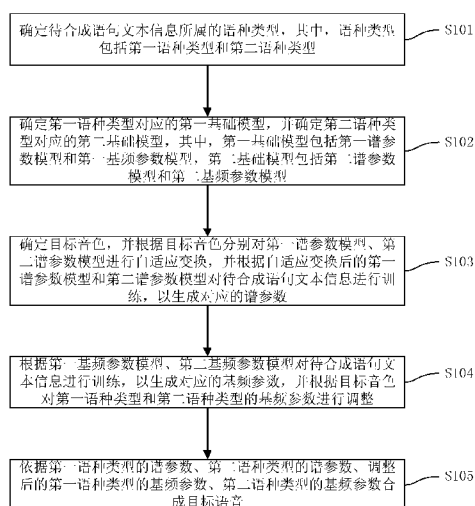 确定待合成语句文本信息所属的语种类型，其中，语种类型
包括第一语种类型和第二语种类型
S101
确定第一语种类型对应的第一基础模型，并确定第二语种类
型对应的第二基础模型，其中，第一基础模型包括第一谱参
数模型和第一基频参数模型，第二基础模型包括第二谱参数
模型和第二基频参数模型
S102
确定目标音色，并根据目标音色分别对第一谱参数模型、第
二谱参数模型进行自适应变换，并根据自适应变换后的第一
谱参数模型和第二谱参数模型对待合成语句文本信息进行训
练，以生成对应的谱参数
S103
根据第一基频参数模型、第二基频参数模型对待合成语句文
本信息进行训练，以生成对应的基频参数，并根据目标音色
对第一语种类型和第二语种类型的基频参数进行调整
S104
依据第一语种类型的谱参数、第二语种类型的谱参数、调整
后的第一语种类型的基频参数、第二语种类型的基频参数合
成目标语音
S105